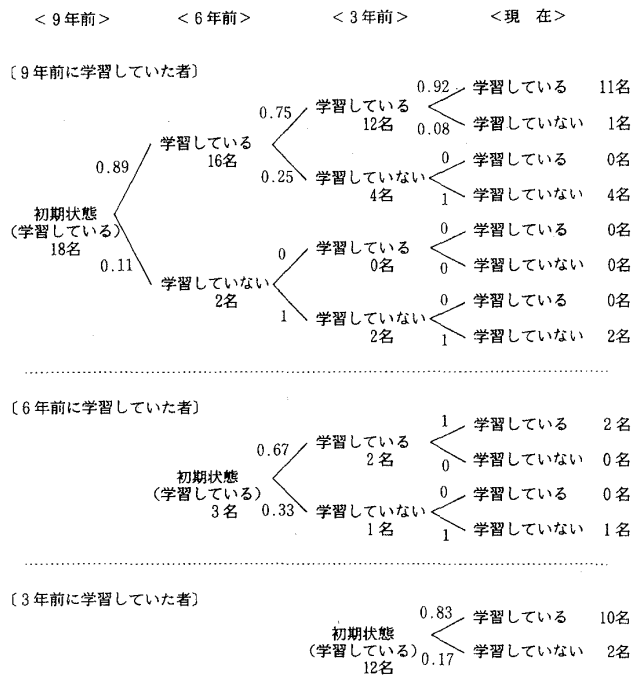 ＜9年前＞ ＜6年前＞ ＜3年前＞ ＜現 在＞
〔9年前に学習していた者〕
0.92 学習している 11名
0.75 学習している
12名
0.08 学習していない 1名
学習している
16名
0.89
0 学習している 0名
0.25 学習していない
4名
1 学習していない 4名
初期状態
(学習している)
18名
0 学習している 0名
0 学習している
0名
0 学習していない 0名
0.11
学習していない
2名
0 学習している 0名
1 学習していない
2名
1 学習していない 2名
〔6年前に学習していた者〕
1 学習している 2名
0.67 学習している
2名
0 学習していない 0名
初期状態
(学習している)
3名
0 学習している 0名
0.33 学習していない
1名
1 学習していない 1名
〔3年前に学習していた者〕
0.83 学習している 10名
初期状態
(学習している)
12名
0.17 学習していない 2名